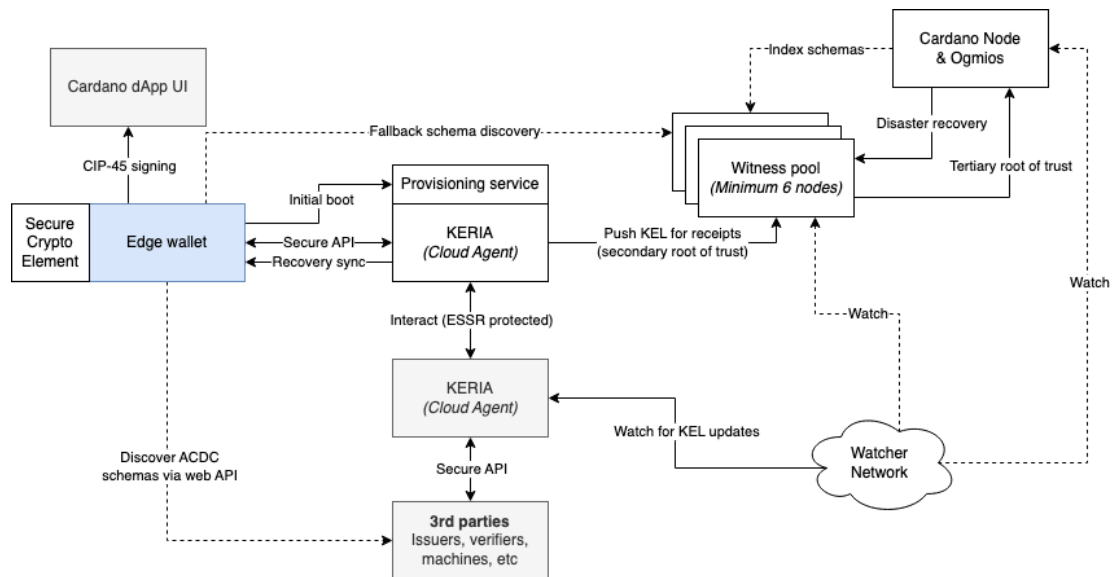 Cardano Node
& Ogmios
Index schemas
Cardano dApp UI
Fallback schema discovery
Disaster recovery
CIP-45 signing
Witness pool
(Minimum 6 nodes)
Tertiary root of trust
Provisioning service
Initial boot
Secure
Crypto
Element
Edge wallet
Secure API
Recovery sync
KERIA
(Cloud Agent)
Push KEL for receipts
(secondary root of trust)
Watch
Watch
Interact (ESSR protected)
KERIA
(Cloud Agent)
Watch for KEL updates
Watcher
Network
Discover ACDC
schemas via web API
Secure API
3rd parties
Issuers, verifiers,
machines, etc